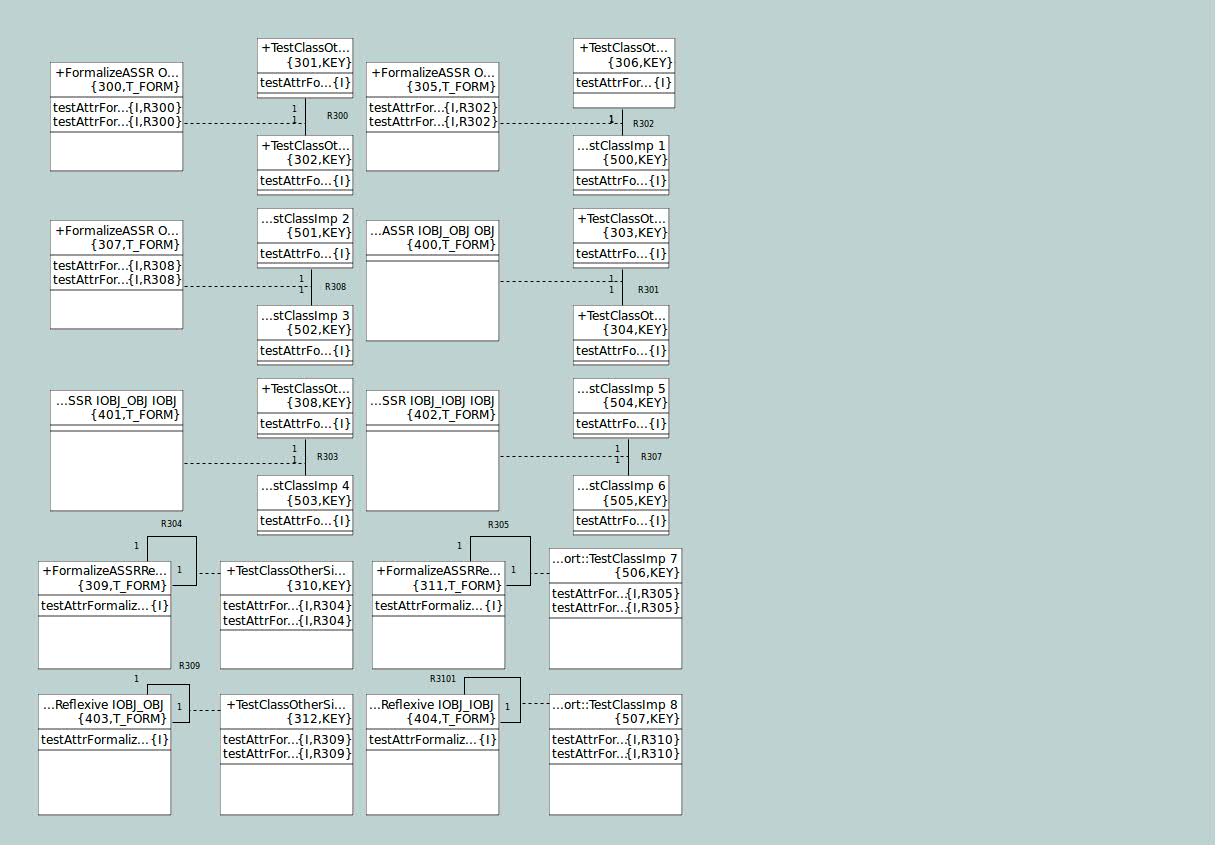 +TestClassOt...
{301,KEY}
testAttrFo...{I}
+TestClassOt...
{306,KEY}
testAttrFor...{I}
+FormalizeASSR O...
{300,T_FORM}
testAttrFor...{I,R300}
testAttrFor...{I,R300}
+FormalizeASSR O...
{305,T_FORM}
testAttrFor...{I,R302}
testAttrFor...{I,R302}
1
1
R300
1
R302
+TestClassOt...
{302,KEY}
testAttrFo...{I}
...stClassImp 1
{500,KEY}
testAttrFo...{I}
...stClassImp 2
{501,KEY}
testAttrFo...{I}
+TestClassOt...
{303,KEY}
testAttrFo...{I}
+FormalizeASSR O...
{307,T_FORM}
testAttrFor...{I,R308}
testAttrFor...{I,R308}
...ASSR IOBJ_OBJ OBJ
{400,T_FORM}
1
1
R308
1
1
R301
...stClassImp 3
{502,KEY}
testAttrFo...{I}
+TestClassOt...
{304,KEY}
testAttrFo...{I}
+TestClassOt...
{308,KEY}
testAttrFo...{I}
...stClassImp 5
{504,KEY}
testAttrFo...{I}
...SSR IOBJ_OBJ IOBJ
{401,T_FORM}
...SSR IOBJ_IOBJ IOBJ
{402,T_FORM}
1
1
R303
1
1
R307
...stClassImp 4
{503,KEY}
testAttrFo...{I}
...stClassImp 6
{505,KEY}
testAttrFo...{I}
R304
1
1
R305
1
1
+FormalizeASSRRe...
{309,T_FORM}
testAttrFormaliz...{I}
+TestClassOtherSi...
{310,KEY}
testAttrFor...{I,R304}
testAttrFor...{I,R304}
+FormalizeASSRRe...
{311,T_FORM}
testAttrFormaliz...{I}
...ort::TestClassImp 7
{506,KEY}
testAttrFor...{I,R305}
testAttrFor...{I,R305}
R309
1
1
R3101
1
...Reflexive IOBJ_OBJ
{403,T_FORM}
testAttrFormaliz...{I}
+TestClassOtherSi...
{312,KEY}
testAttrFor...{I,R309}
testAttrFor...{I,R309}
...Reflexive IOBJ_IOBJ
{404,T_FORM}
testAttrFormaliz...{I}
...ort::TestClassImp 8
{507,KEY}
testAttrFor...{I,R310}
testAttrFor...{I,R310}